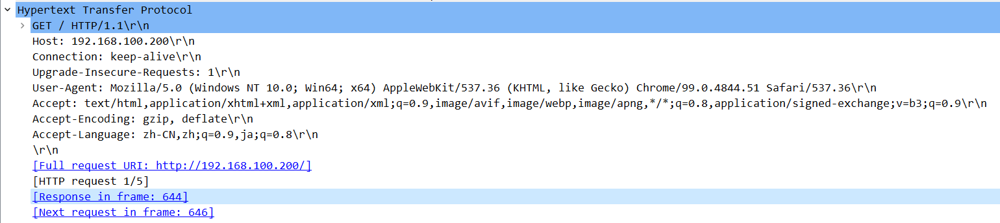 Hypertext Transfer Protocol
GET / HTTP/1.1\r\n
Host: 192.168.100.200\r\n
Connection: keep-alive\r\n
Upgrade-Insecure-Requests: 1\r\n
User-Agent: Mozilla/5.0 (Windows NT 10.0; Win64; x64) AppleWebKit/537.36 (KHTML, like Gecko) Chrome/99.0.4844.51 Safari/537.36\r\n
Accept: text/html,application/xhtml+xml,application/xml;q=0.9,image/avif,image/webp,image/apng,*/*;q=0.8,application/signed-exchange;v=b3;q=0.9\r\n
Accept-Encoding: gzip, deflate\r\n
Accept-Language: zh-CN,zh;q=0.9,ja;q=0.8\r\n
\r\n
[Full request URI: http://192.168.100.200/]
[HTTP request 1/5]
[Response in frame: 644]
[Next request in frame: 646]